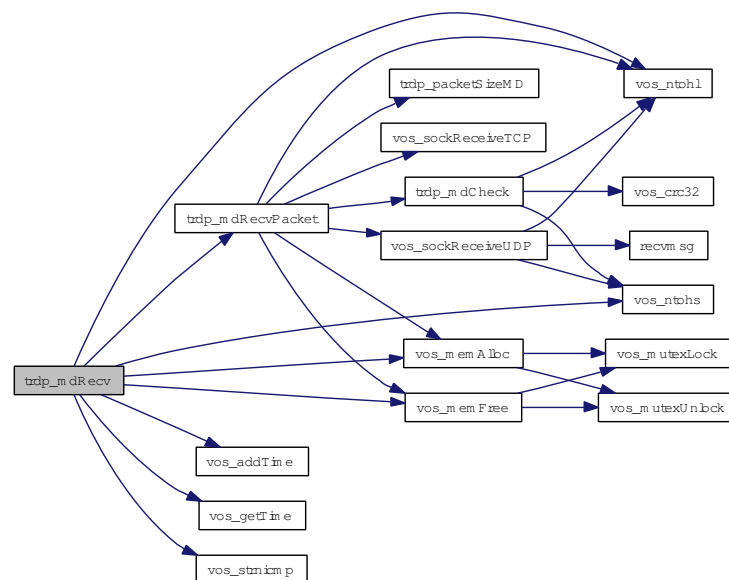 trdp_packetSizeMD
vos_ntohl
vos_sockReceiveTCP
trdp_mdCheck
vos_crc32
trdp_mdRecvPacket
vos_sockReceiveUDP
recvmsg
vos_ntohs
vos_memAlloc
vos_mutexLock
trdp_mdRecv
vos_memFree
vos_mutexUnlock
vos_addTime
vos_getTime
vos_strnicmp